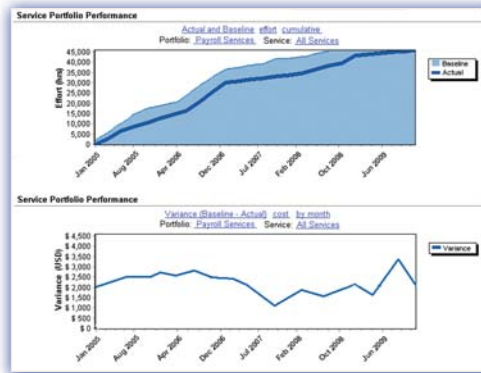 Service Portfolio Performance
Actual and Baseline effort cumulative
Portfolio: Payroll Services Service: All Services
Effort (hrs)
45,000
40,000
35,000
30,000
25,000
20,000
15,000
10,000
5,000
0
Jan 2005
Aug 2005
Apr 2006
Dec 2006
Jul 2007
Feb 2008
Oct 2008
Jun 2009
Baseline
Actual
Service Portfolio Performance
Variance (Baseline - Actual) cost by month
Portfolio: Payroll Services Service: All Services
Variance (USD)
$ 4,500
$ 4,000
$ 3,500
$ 3,000
$ 2,500
$ 2,000
$ 1,500
$ 1,000
$ 500
$ 0
Jan 2005
Aug 2005
Apr 2006
Dec 2006
Jul 2007
Feb 2008
Oct 2008
Jun 2009
Variance